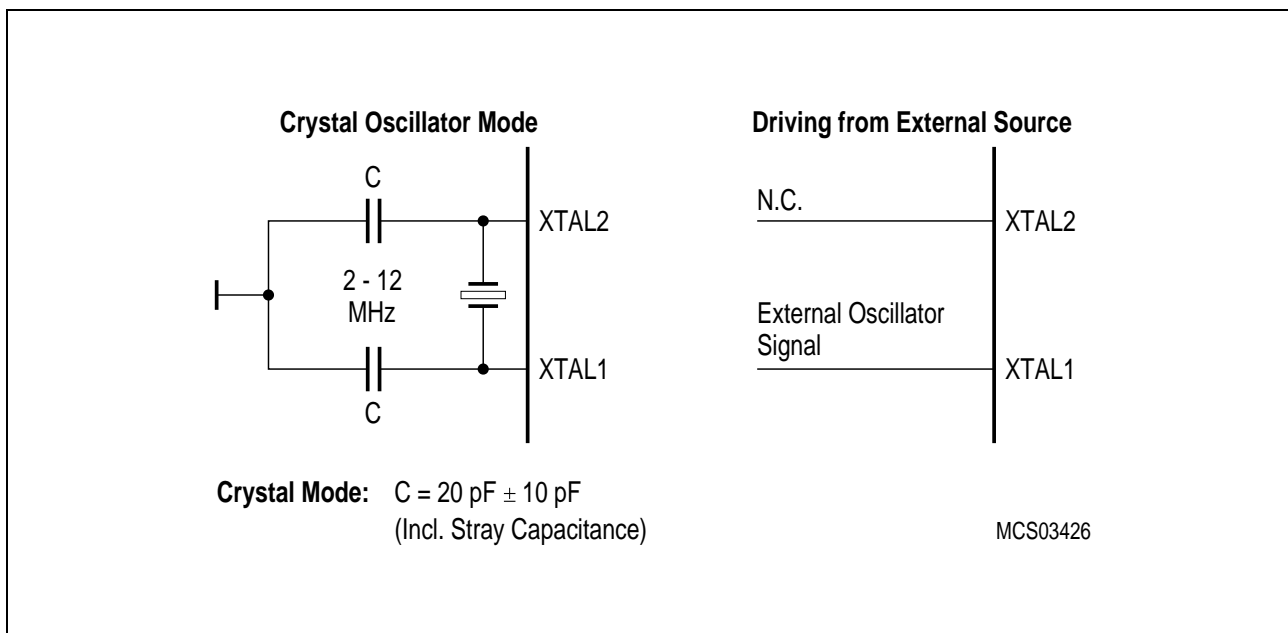 Crystal Oscillator Mode
C
XTAL2
2 - 12
MHz
XTAL1
C
Crystal Mode: C = 20 pF ± 10 pF
(Incl. Stray Capacitance)
Driving from External Source
N.C.
XTAL2
External Oscillator
Signal
XTAL1
MCS03426